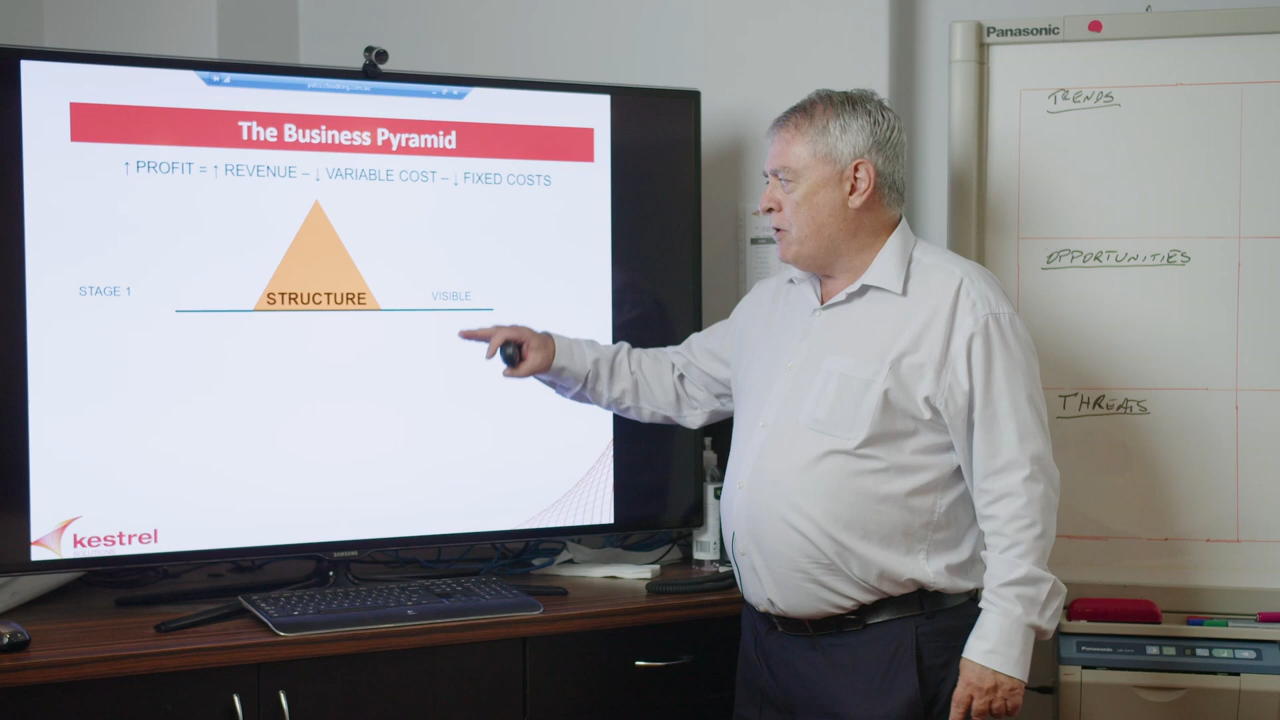 The Business Pyramid
↑ PROFIT = ↑ REVENUE – ↓ VARIABLE COST – ↓ FIXED COSTS
STAGE 1
STRUCTURE
VISIBLE
kestrel
SAMSUNG
Panasonic
TRENDS
OPPORTUNITIES
THREATS
Panasonic